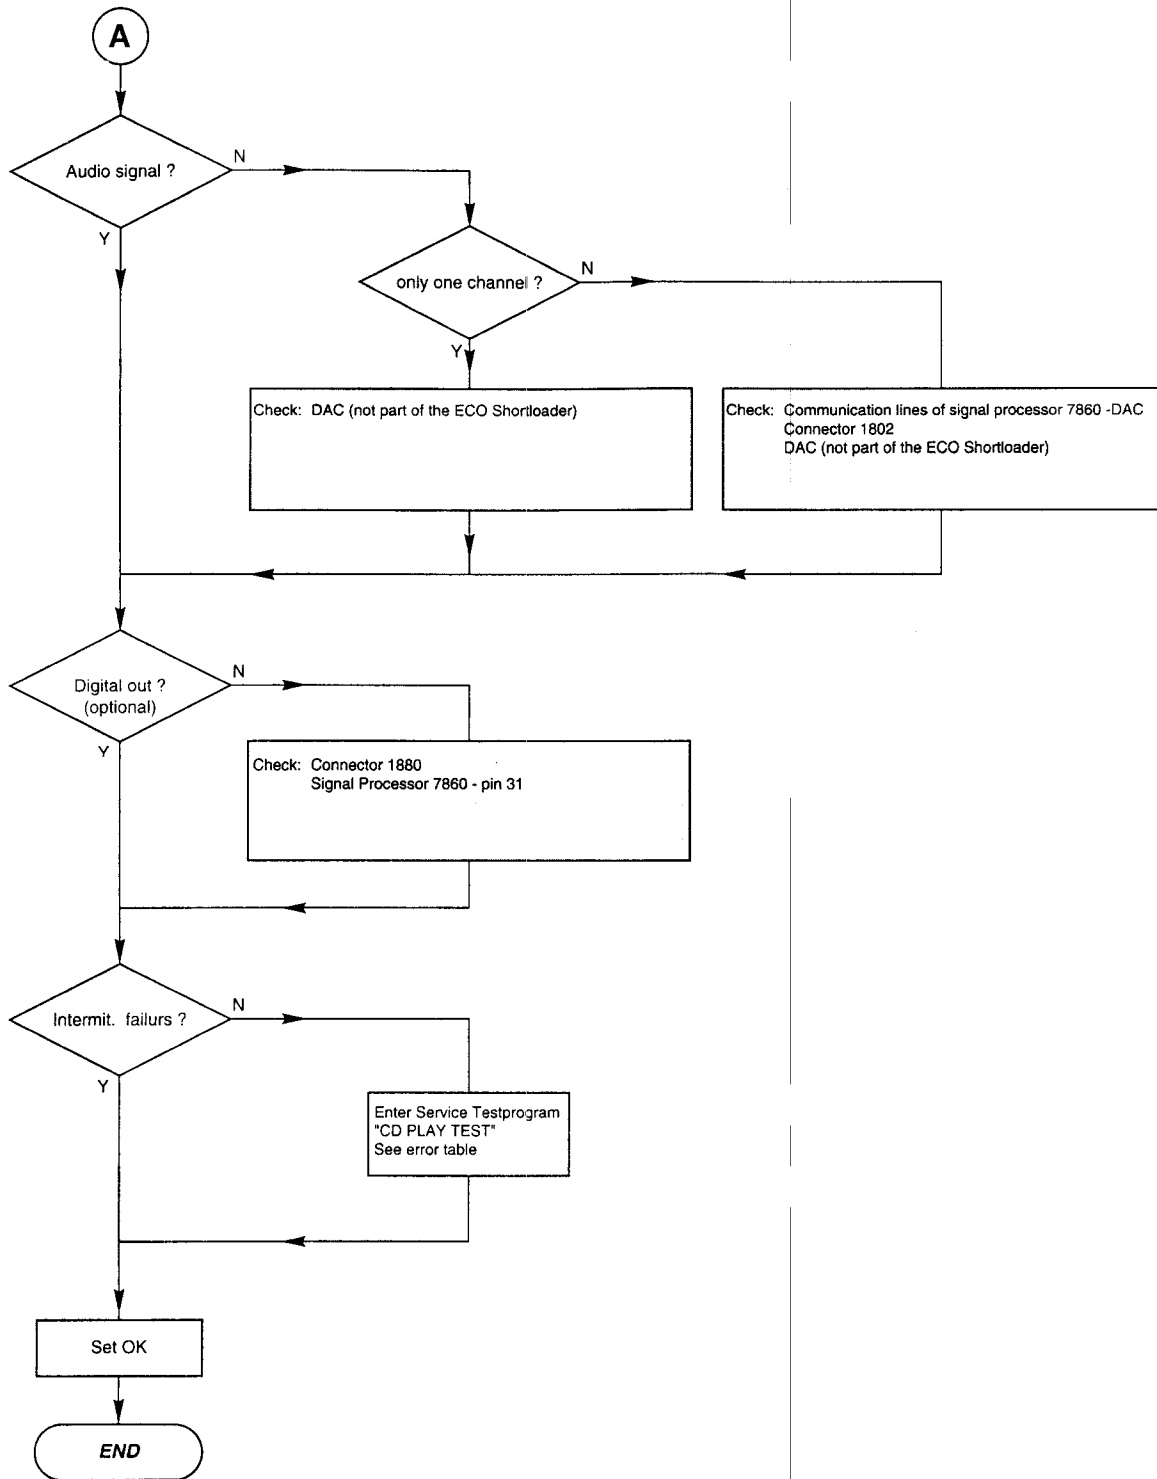 A
Audio signal ?
N
Y
only one channel ?
N
Y
Check: DAC (not part of the ECO Shortloader)
Check: Communication lines of signal processor 7860 -DAC
Connector 1802
DAC (not part of the ECO Shortloader)
Digital out ?
(optional)
N
Y
Check: Connector 1880
Signal Processor 7860 - pin 31
Intermit. failurs ?
N
Y
Enter Service Testprogram
"CD PLAY TEST"
See error table
Set OK
END